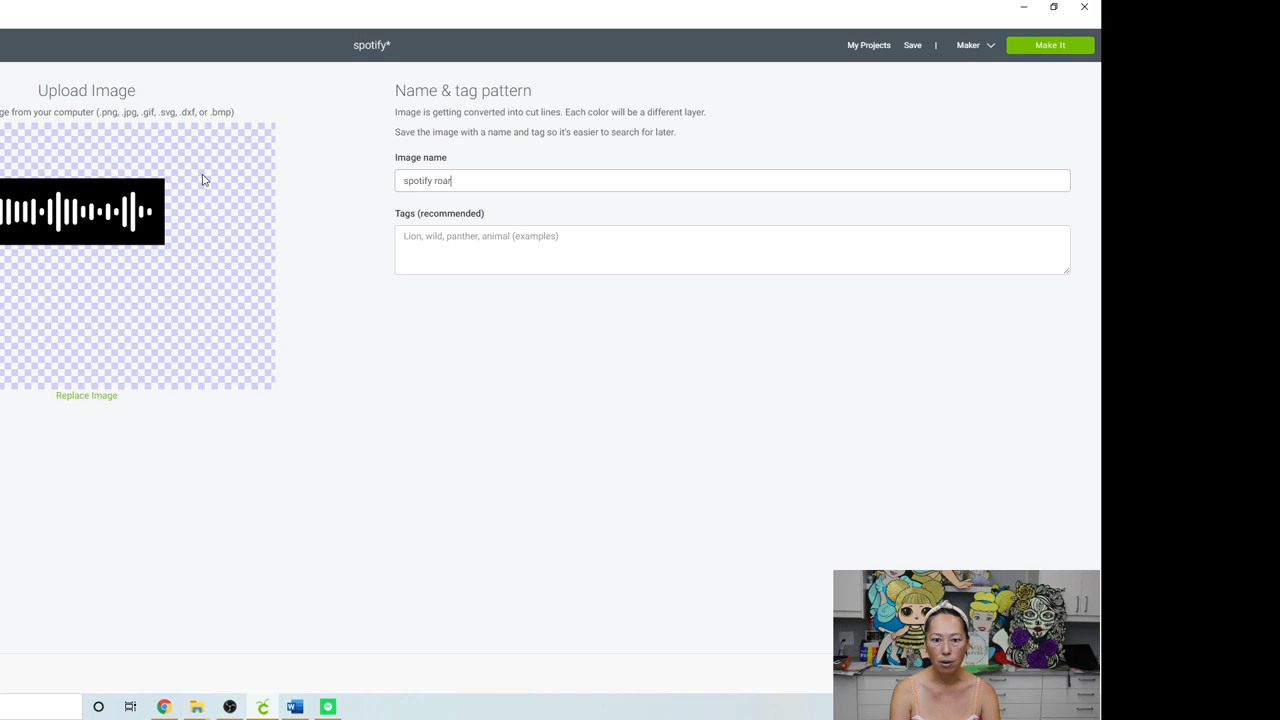 spotify*
My Projects
Save
|
Maker
Make It
Upload Image
ge from your computer (.png, .jpg, .gif, .svg, .dxf, or .bmp)
Replace Image
Name & tag pattern
Image is getting converted into cut lines. Each color will be a different layer.
Save the image with a name and tag so it's easier to search for later.
Image name
spotify roar
Tags (recommended)
Lion, wild, panther, animal (examples)